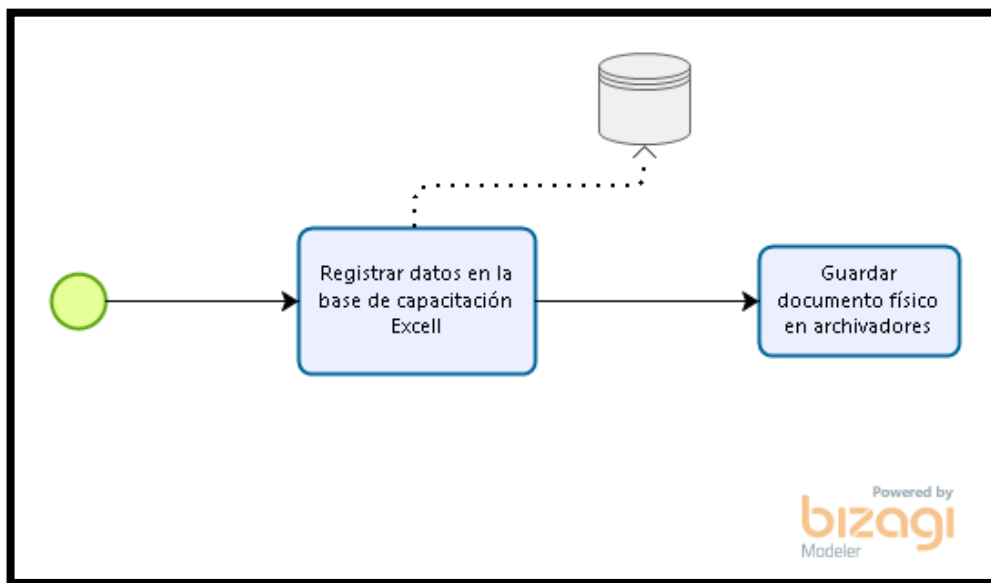 Registrar datos en la
base de capacitación
Excell
Guardar
documento físico
en archivadores
Powered by
bizagi
Modeler